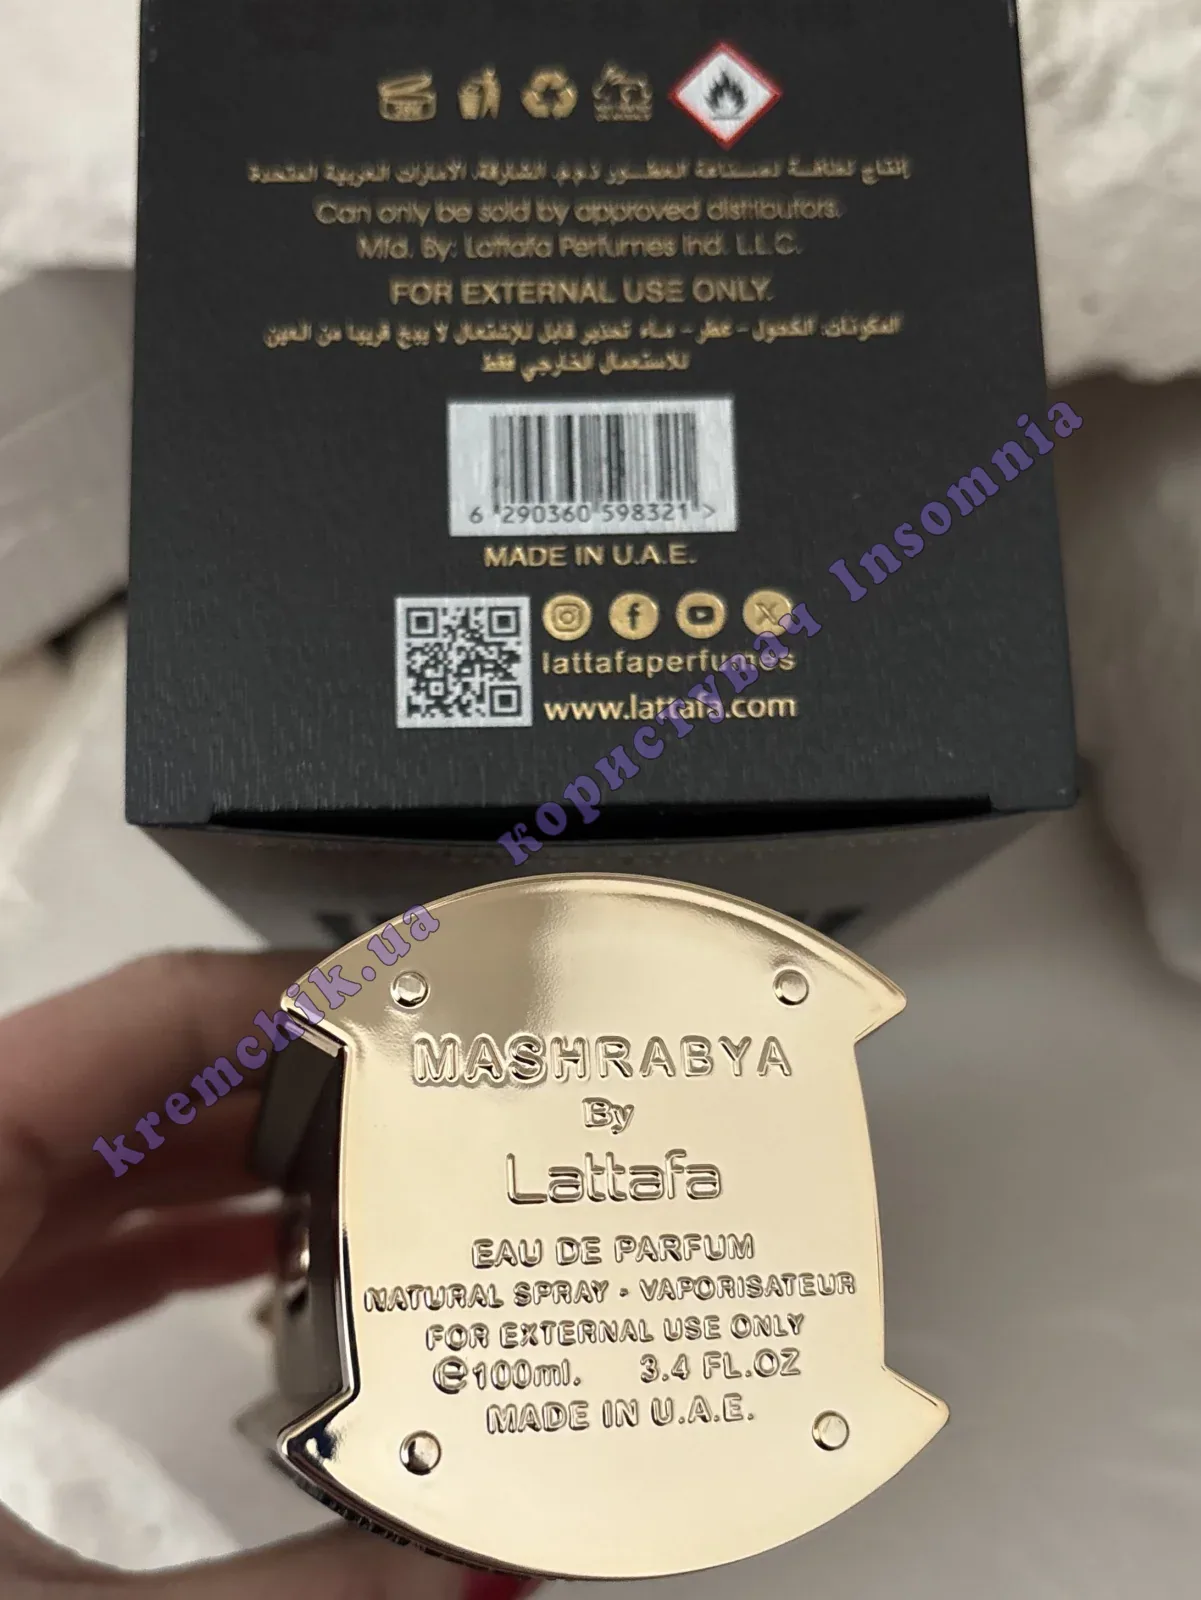 إنتاج لطافة لصناعة العطور ذ.م.م. الشارقة، الامارات العربية المتحدة
Can only be sold by approved distributors.
Mfd. By: Lattafa Perfumes Ind. L.L.C.
FOR EXTERNAL USE ONLY.
المكونات: الكحول - عطر - ماء تحذير قابل للإشتعال لا يرج قريبا من العين
للاستعمال الخارجي فقط
6 290360 598321 >
MADE IN U.A.E.
lattafaperfumes
www.lattafa.com
користувач Insomnia
kremchik.ua
MASHRABYA
By
Lattafa
EAU DE PARFUM
NATURAL SPRAY - VAPORISATEUR
FOR EXTERNAL USE ONLY
℮100ml. 3.4 FL.OZ
MADE IN U.A.E.